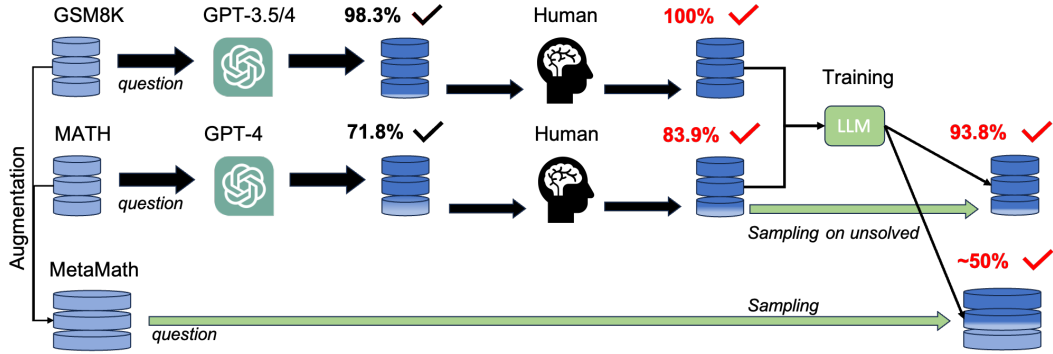 GSM8K
GPT-3.5/4
98.3%
Human
100%
question
Training
LLM
MATH
GPT-4
71.8%
Human
83.9%
93.8%
question
Sampling on unsolved
Augmentation
MetaMath
~50%
Sampling
question